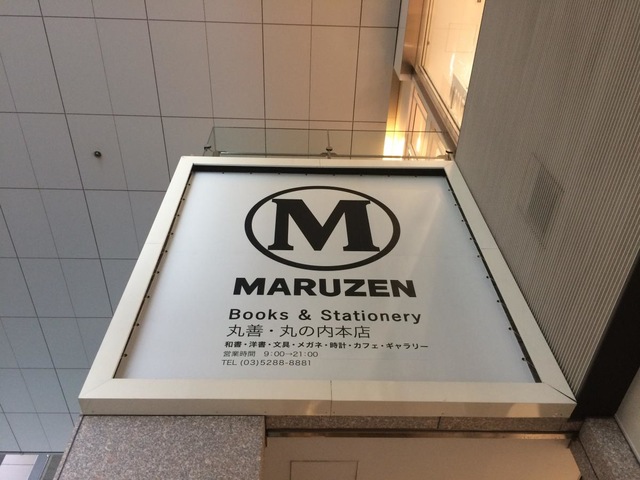 M
MARUZEN
Books & Stationery
丸善・丸の内本店
和書・洋書・文具・メガネ・時計・カフェ・ギャラリー
営業時間 9:00→21:00
TEL (03)5288-8881